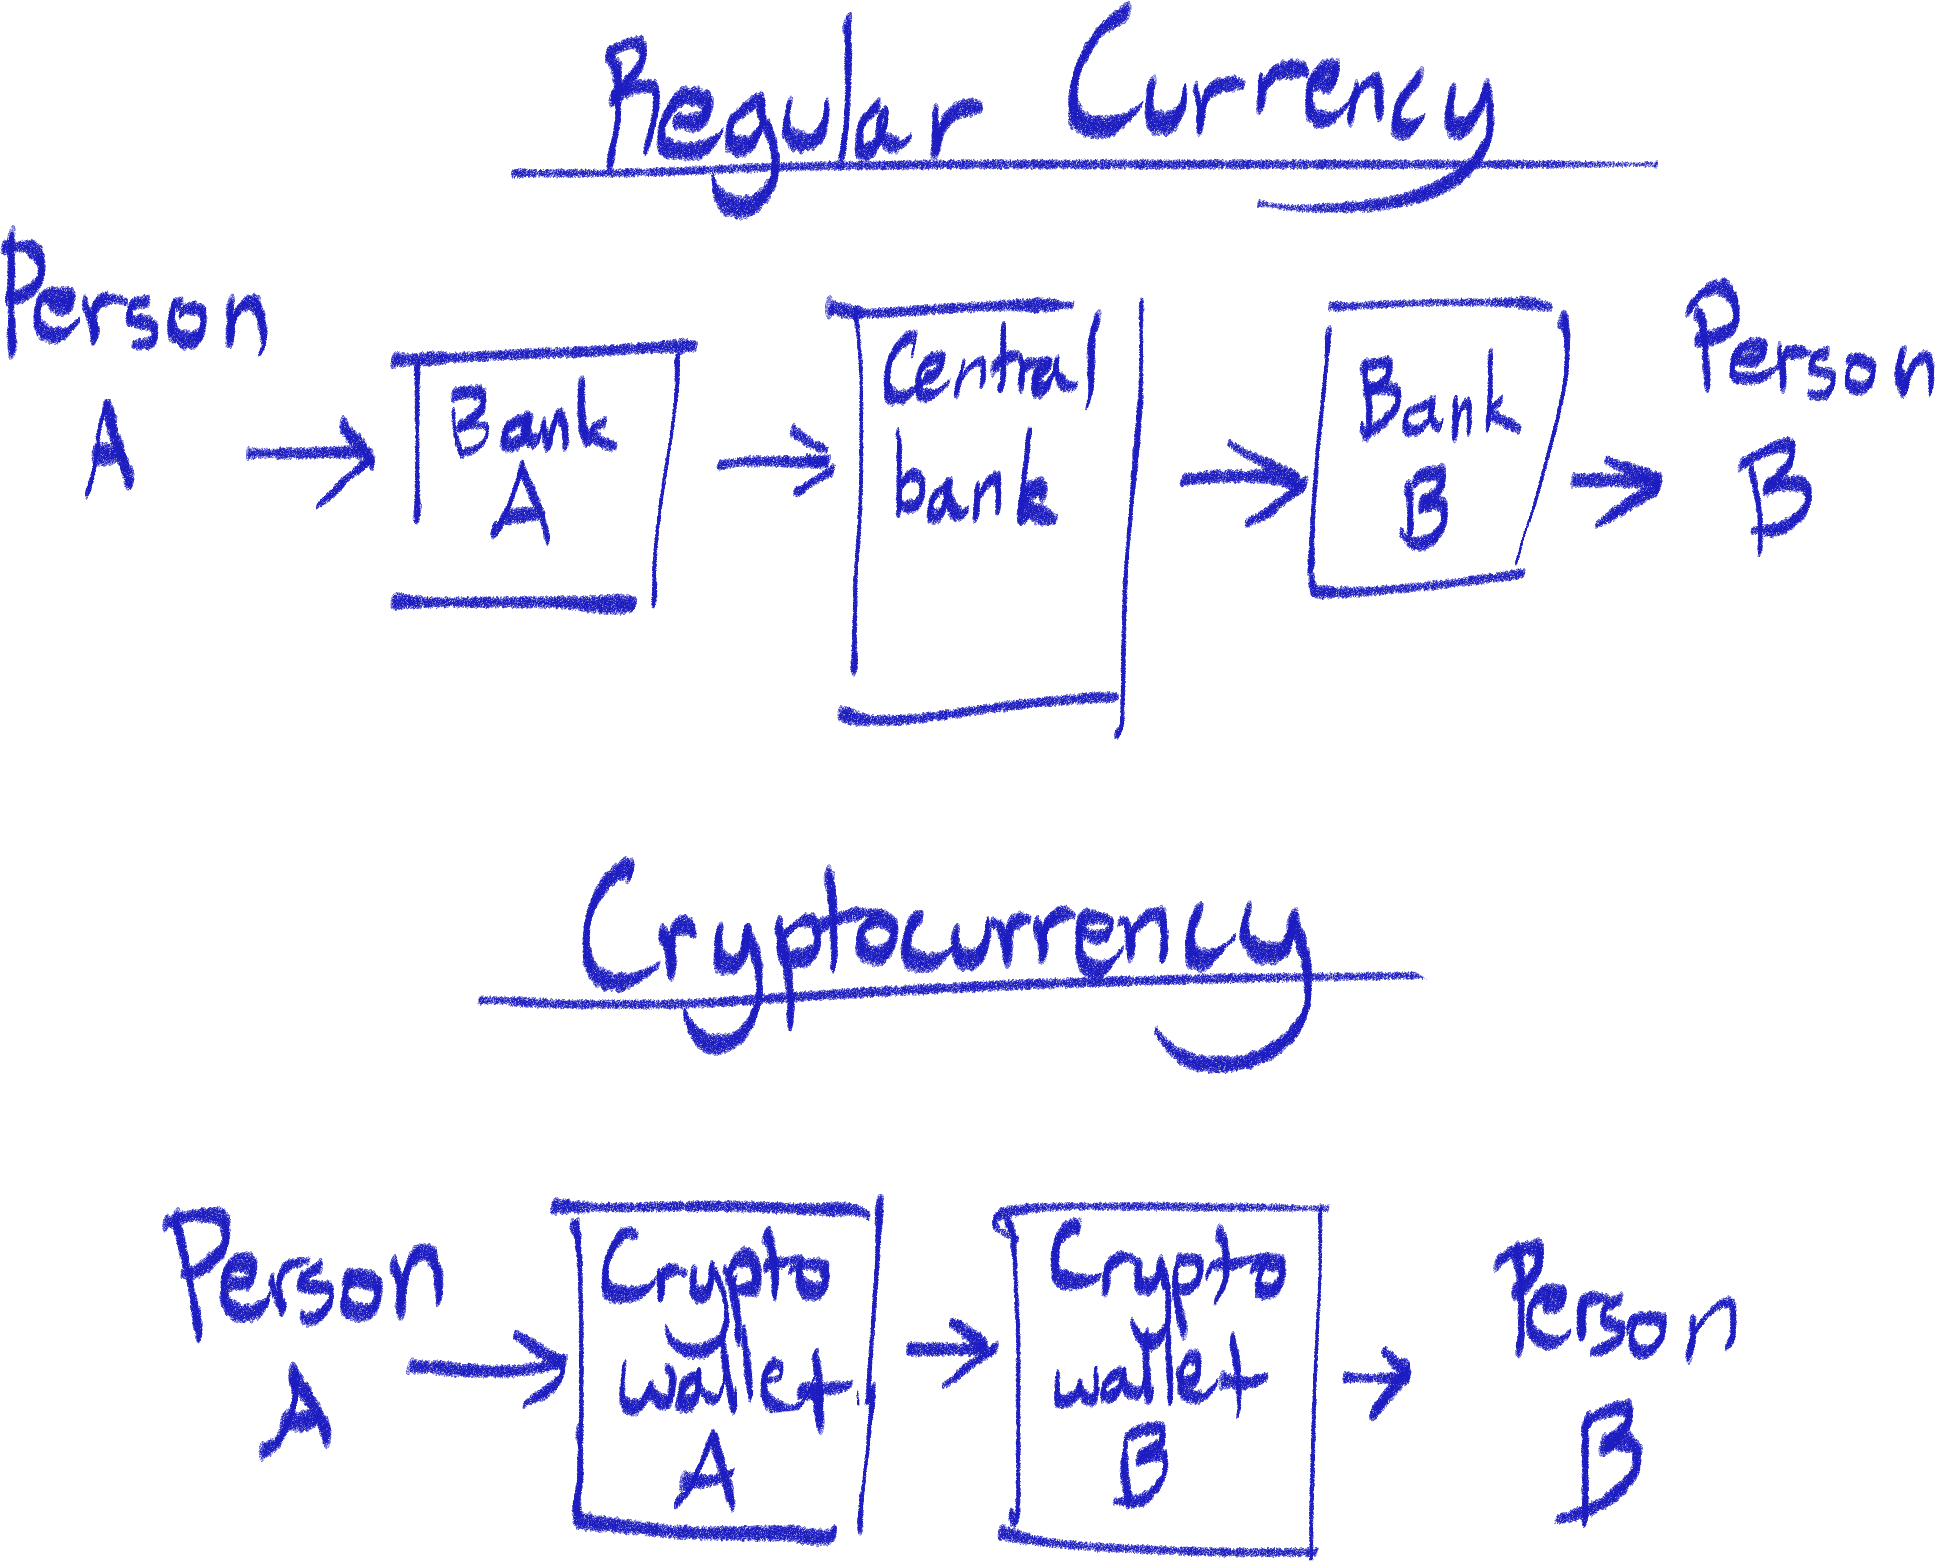 Regular Currency
Person
A
Bank
A
Central
bank
Bank
B
Person
B
Cryptocurrency
Person
A
Crypto
wallet
A
Crypto
wallet
B
Person
B